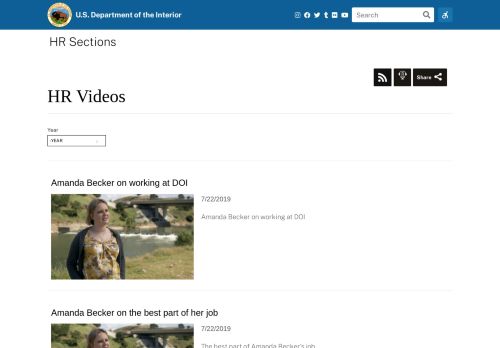 U.S. Department of the Interior
Search
HR Sections
Share
HR Videos
Year
-YEAR
Amanda Becker on working at DOI
7/22/2019
Amanda Becker on working at DOI
Amanda Becker on the best part of her job
7/22/2019
The best part of Amanda Becker's job